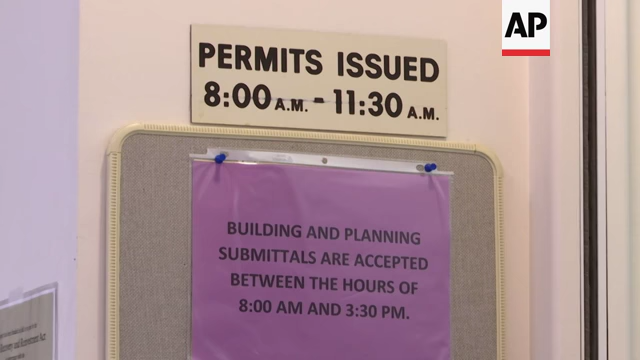 AP
PERMITS ISSUED
8:00 A.M. - 11:30 A.M.
BUILDING AND PLANNING
SUBMITTALS ARE ACCEPTED
BETWEEN THE HOURS OF
8:00 AM AND 3:30 PM.